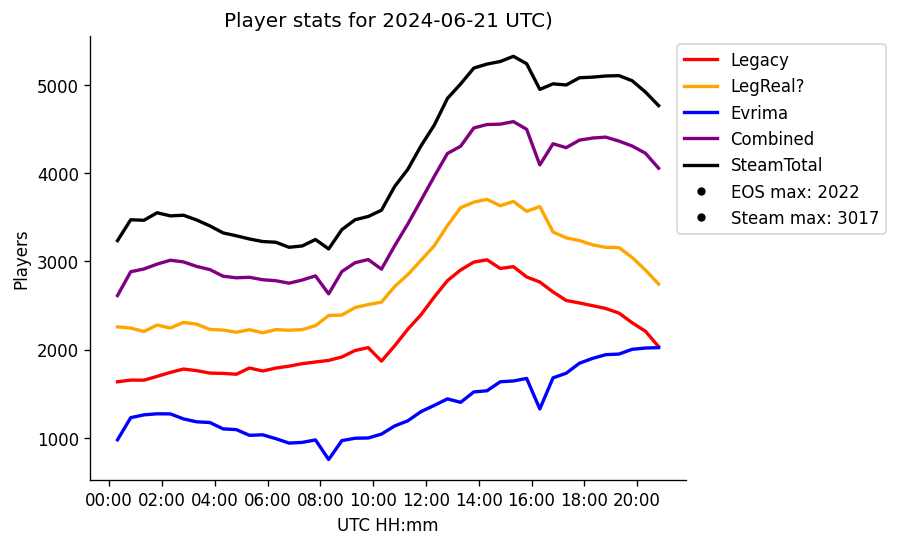 Player stats for 2024-06-21 UTC)
Legacy
LegReal?
Evrima
Combined
SteamTotal
EOS max: 2022
Steam max: 3017
Players
5000
4000
3000
2000
1000
00:00 02:00 04:00 06:00 08:00 10:00 12:00 14:00 16:00 18:00 20:00
UTC HH:mm